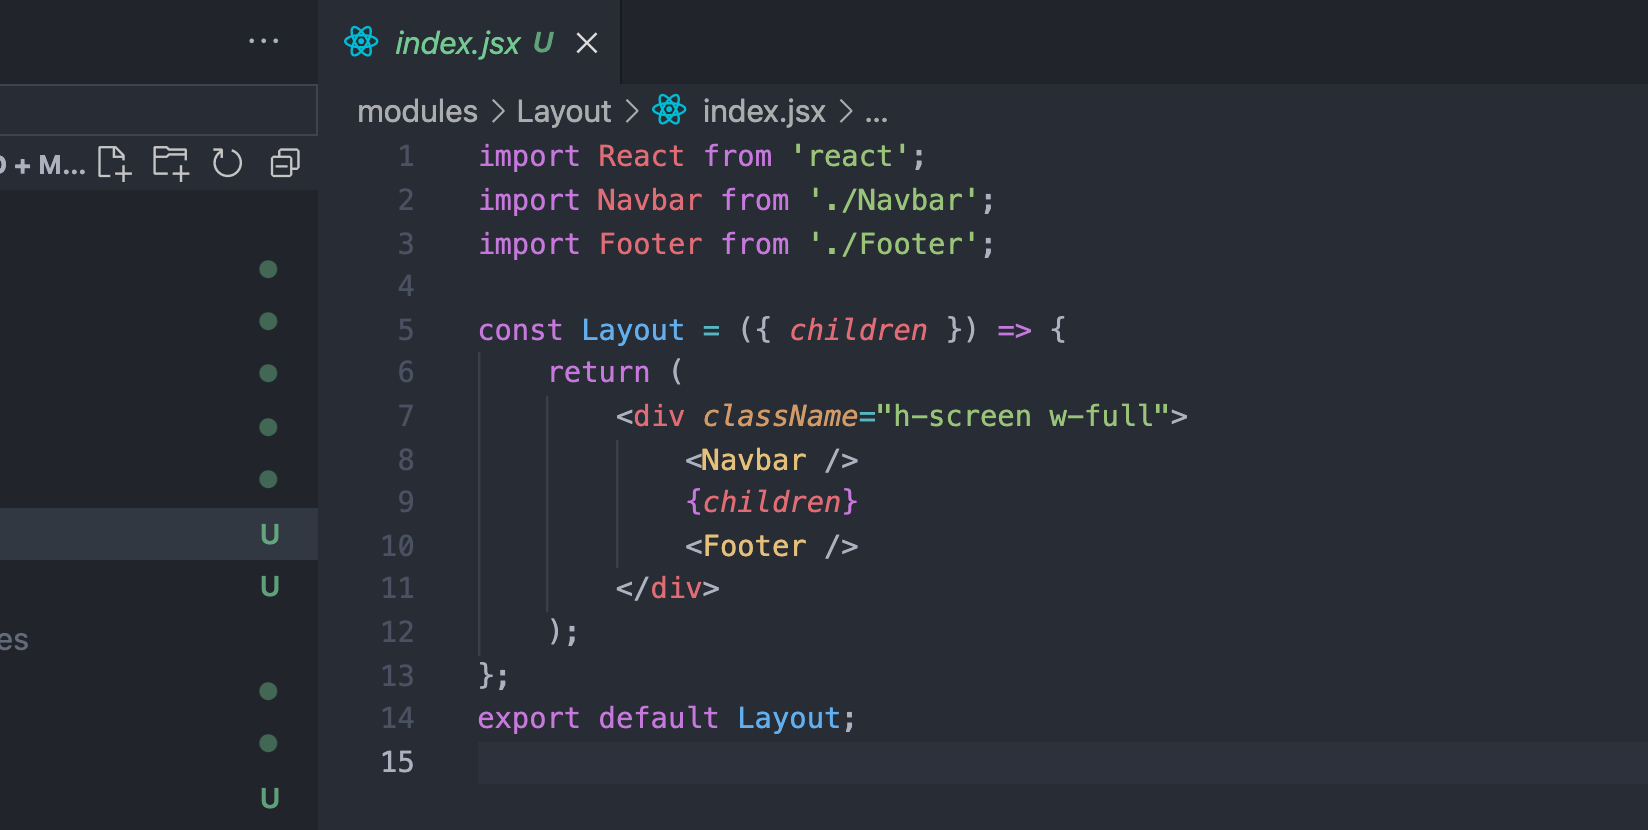 ...
index.jsx U
modules > Layout > index.jsx > ...
+ M...
1 import React from 'react';
2 import Navbar from './Navbar';
3 import Footer from './Footer';
4
5 const Layout = ({ children }) => {
6 return (
7 <div className="h-screen w-full">
8 <Navbar />
9 {children}
10 <Footer />
11 </div>
12 );
13 };
14 export default Layout;
15
U
U
es
U